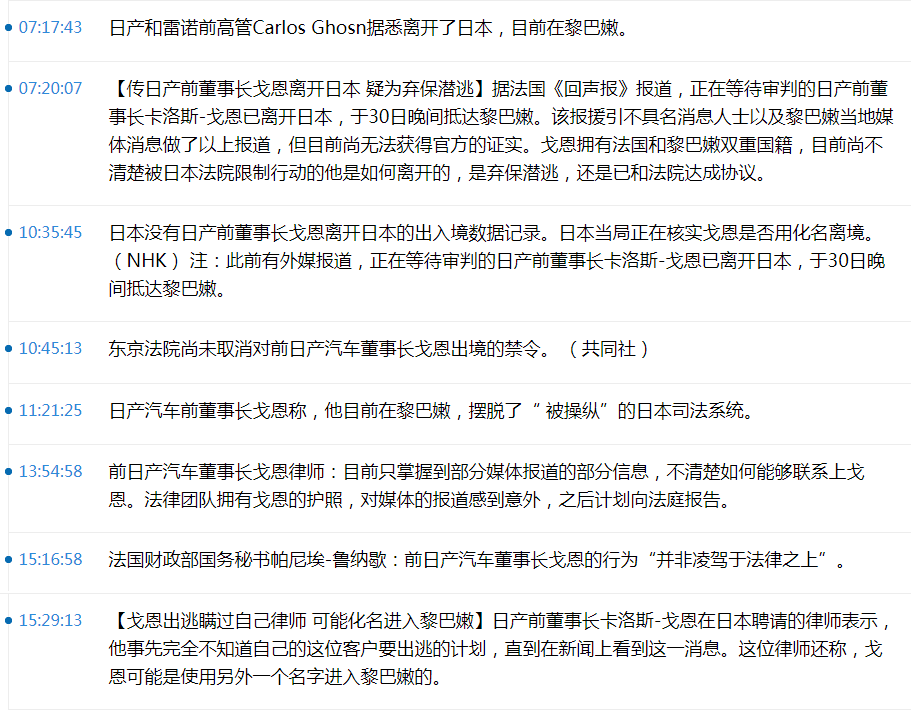 07:17:43 日产和雷诺前高管Carlos Ghosn据悉离开了日本，目前在黎巴嫩。
07:20:07 【传日产前董事长戈恩离开日本 疑为弃保潜逃】据法国《回声报》报道，正在等待审判的日产前董
事长卡洛斯-戈恩已离开日本，于30日晚间抵达黎巴嫩。该报援引不具名消息人士以及黎巴嫩当地媒
体消息做了以上报道，但目前尚无法获得官方的证实。戈恩拥有法国和黎巴嫩双重国籍，目前尚不
清楚被日本法院限制行动的他是如何离开的，是弃保潜逃，还是已和法院达成协议。
10:35:45 日本没有日产前董事长戈恩离开日本的出入境数据记录。日本当局正在核实戈恩是否用化名离境。
（NHK ）注：此前有外媒报道，正在等待审判的日产前董事长卡洛斯-戈恩已离开日本，于30日晚
间抵达黎巴嫩。
10:45:13 东京法院尚未取消对前日产汽车董事长戈恩出境的禁令。（共同社）
11:21:25 日产汽车前董事长戈恩称，他目前在黎巴嫩，摆脱了“ 被操纵”的日本司法系统。
13:54:58 前日产汽车董事长戈恩律师：目前只掌握到部分媒体报道的部分信息，不清楚如何能够联系上戈
恩。法律团队拥有戈恩的护照，对媒体的报道感到意外，之后计划向法庭报告。
15:16:58 法国财政部国务秘书帕尼埃-鲁纳歇：前日产汽车董事长戈恩的行为“并非凌驾于法律之上”。
15:29:13 【戈恩出逃瞒过自己律师 可能化名进入黎巴嫩】日产前董事长卡洛斯-戈恩在日本聘请的律师表示，
他事先完全不知道自己的这位客户要出逃的计划，直到在新闻上看到这一消息。这位律师还称，戈
恩可能是使用另外一个名字进入黎巴嫩的。